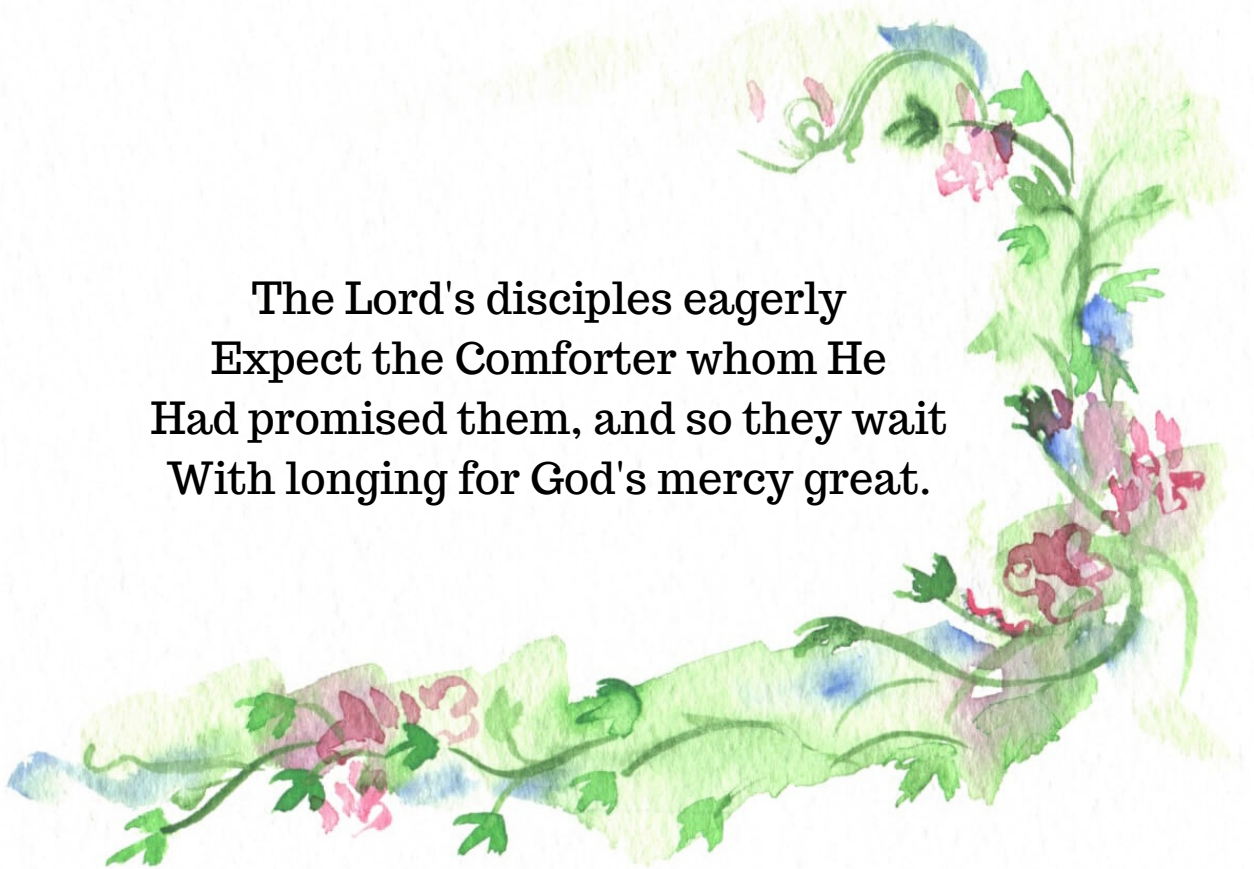 The Lord's disciples eagerly
Expect the Comforter whom He
Had promised them, and so they wait
With longing for God's mercy great.